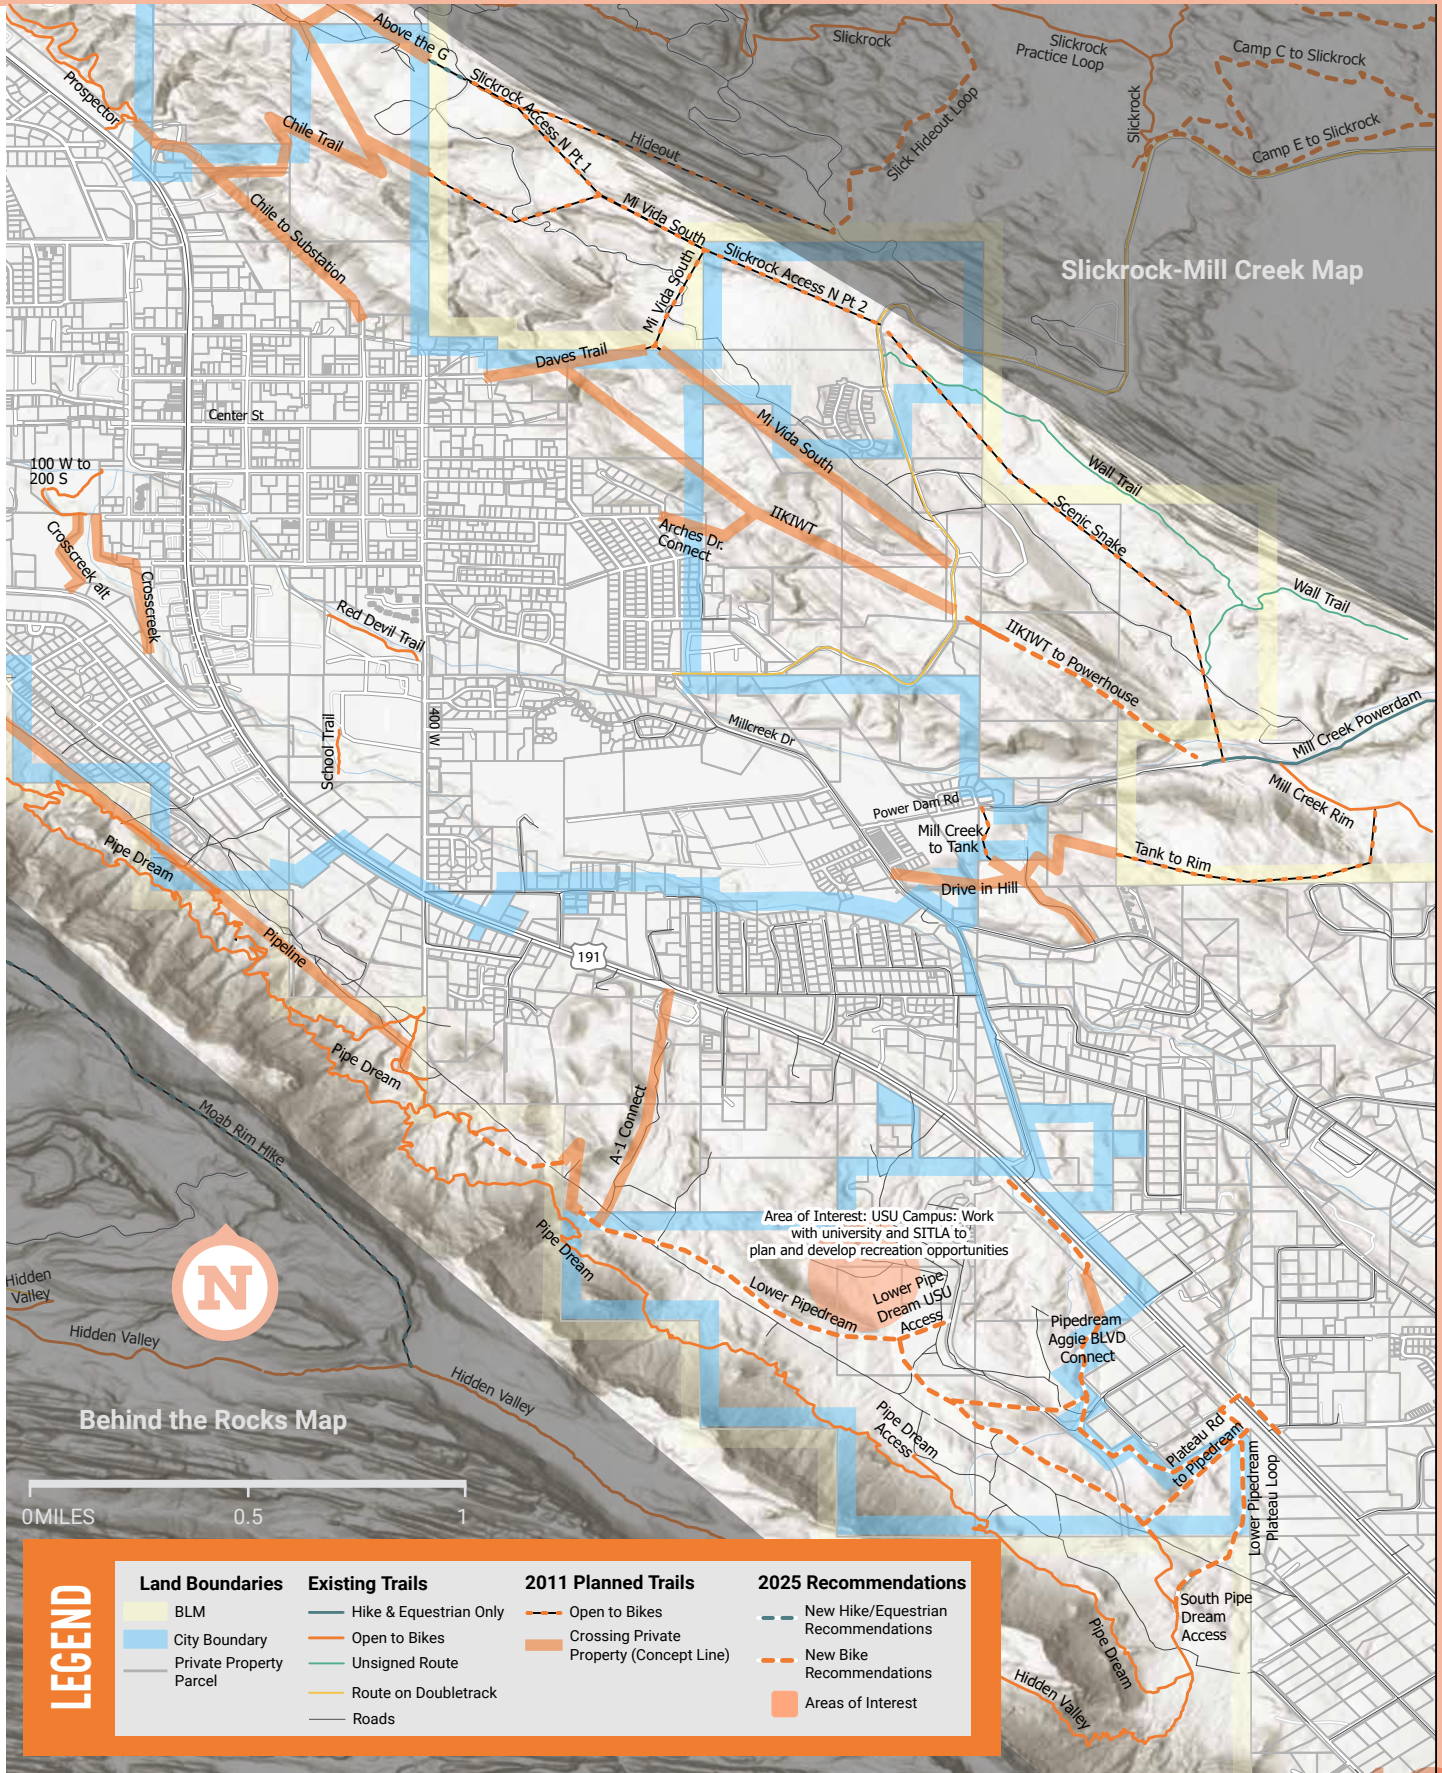 Above the G
Slickrock
Slickrock
Practice Loop
Camp C to Slickrock
Prospector
Slickrock Access N Pt 1
Slickrock
Chile Trail
Hideout
Slick Hideout Loop
Camp E to Slickrock
Chile to Substation
Mi Vida South
Slickrock-Mill Creek Map
Slickrock Access N Pt 2
Mi Vida South
Daves Trail
Center St
Mi Vida South
100 W to
200 S
Wall Trail
IIKIWT
Scenic Snake
Arches Dr.
Connect
Crosscreek alt
Crosscreek
Wall Trail
Red Devil Trail
IIKIWT to Powerhouse
400 W
School Trail
Millcreek Dr
Mill Creek Powerdam
Power Dam Rd
Mill Creek Rim
Mill Creek
to Tank
Pipe Dream
Tank to Rim
Drive in Hill
Pipeline
191
Pipe Dream
A-1 Connect
Moab Rim Hike
Area of Interest: USU Campus: Work
with university and SITLA to
plan and develop recreation opportunities
Pipe Dream
N
Hidden
Valley
Lower Pipedream
Lower Pipe
Dream USU
Access
Hidden Valley
Pipedream
Aggie BLVD
Connect
Hidden Valley
Behind the Rocks Map
Pipe Dream
Access
Plateau Rd
to Pipedream
Lower Pipedream
Plateau Loop
0MILES
0.5
1
South Pipe
Dream
Access
Pipe Dream
Hidden Valley
LEGEND
Land Boundaries
BLM
City Boundary
Private Property
Parcel
Existing Trails
Hike & Equestrian Only
Open to Bikes
Unsigned Route
Route on Doubletrack
Roads
2011 Planned Trails
Open to Bikes
Crossing Private
Property (Concept Line)
2025 Recommendations
New Hike/Equestrian
Recommendations
New Bike
Recommendations
Areas of Interest